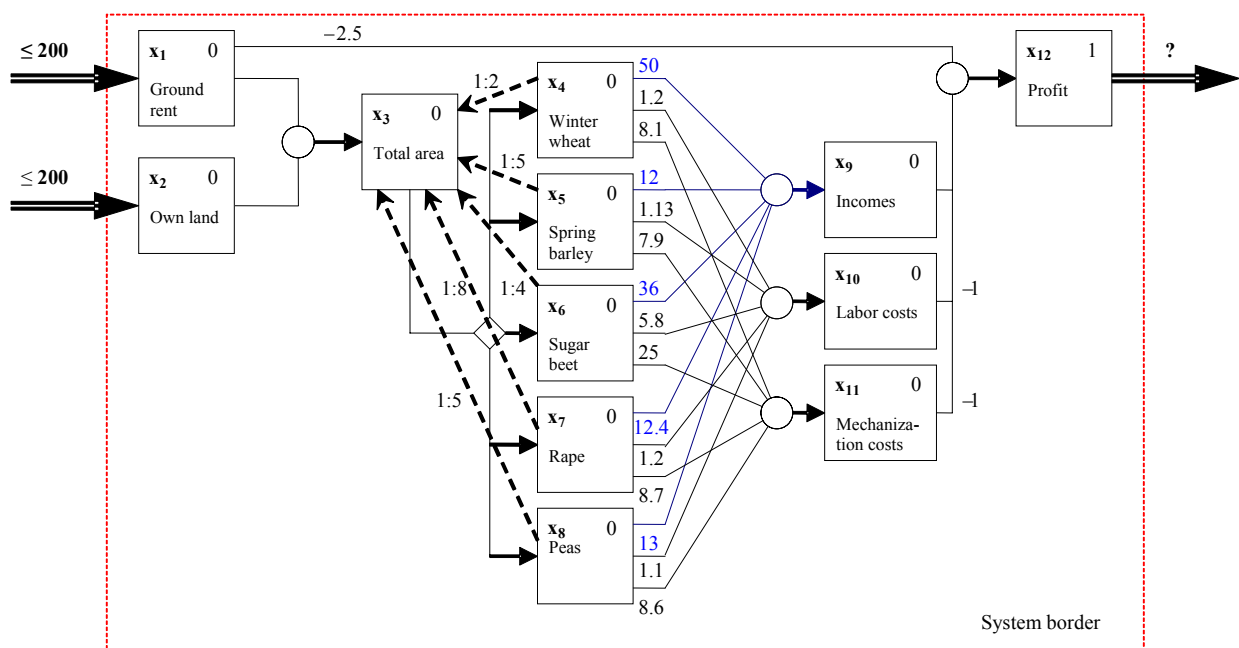 ≤ 200
x1 0
Ground
rent
–2.5
≤ 200
x2 0
Own land
x3 0
Total area
1:2
1:5
1:8
1:4
1:5
x4 0
Winter
wheat
50
1.2
8.1
x5 0
Spring
barley
12
1.13
7.9
x6 0
Sugar
beet
36
5.8
25
x7 0
Rape
12.4
1.2
8.7
x8 0
Peas
13
1.1
8.6
x9 0
Incomes
x10 0
Labor costs
–1
x11 0
Mechaniza-
tion costs
–1
x12 1
Profit
?
System border